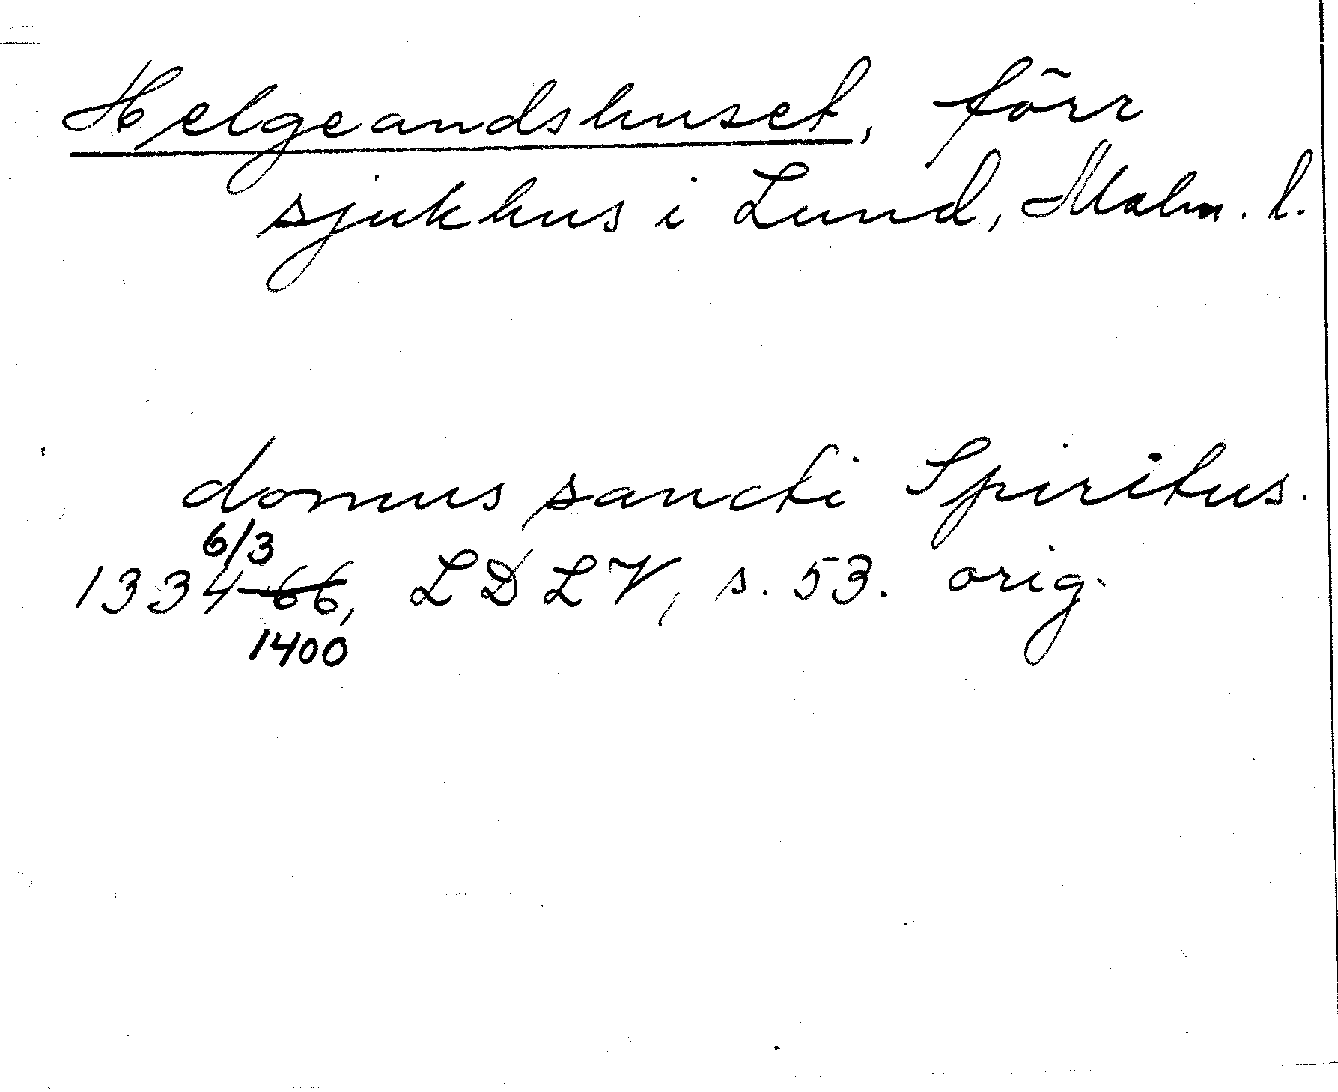 Helgeandshuset, förr
sjukhus i Lund, Malm. l.
domus sancti Spiritus.
6/3
1334-66, LDLV, s. 53. orig.
1400